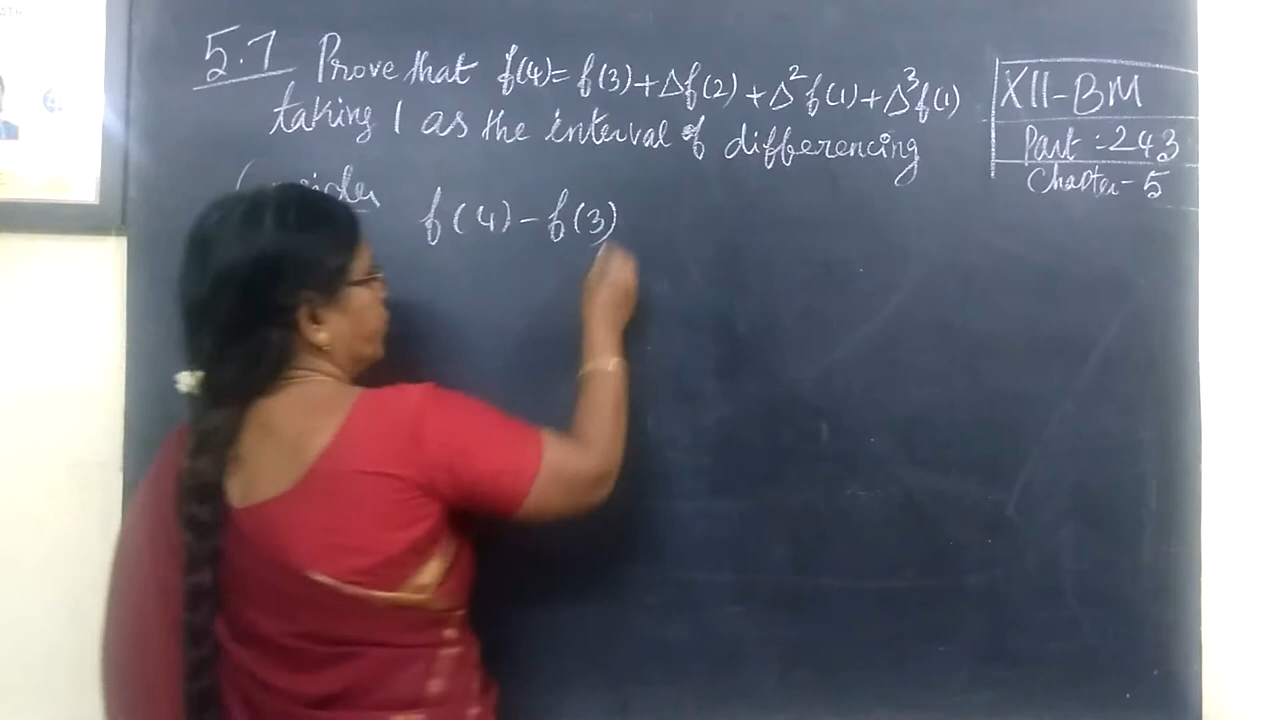 5.7 Prove that f(4) = f(3) + Δf(2) + Δ²f(1) + Δ³f(1)
taking 1 as the interval of differencing
f(4) - f(3)
XII-BM
Part : 243
Chapter - 5